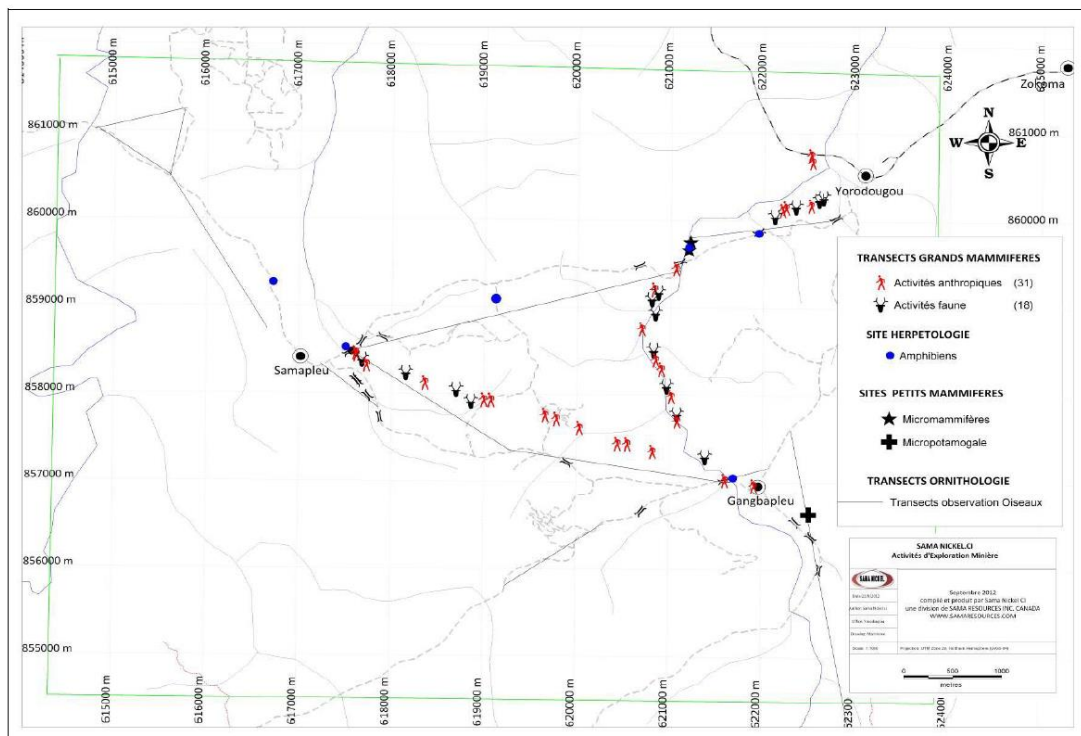 615000 m
616000 m
617000 m
618000 m
619000 m
620000 m
621000 m
622000 m
623000 m
624000 m
861000 m
861000 m
N
W E
S
Yorodougou
860000 m
860000 m
TRANSECTS GRANDS MAMMIFERES
Activités anthropiques (31)
Activités faune (18)
859000 m
SITE HERPETOLOGIE
Amphibiens
Samapleu
858000 m
SITES PETITS MAMMIFERES
Micromammifères
Micropotamogale
857000 m
TRANSECTS ORNITHOLOGIE
Transects observation Oiseaux
Gangbapleu
856000 m
SAMA NICKEL.CI
Activités d'Exploration Minière
SAMA NICKEL
Septembre 2012
compilé et produit par Sama Nickel CI
une division de SAMA RESOURCES INC. CANADA
WWW.SAMARESOURCES.COM
855000 m
0 500 1000
metres
615000 m
616000 m
617000 m
618000 m
619000 m
620000 m
621000 m
622000 m